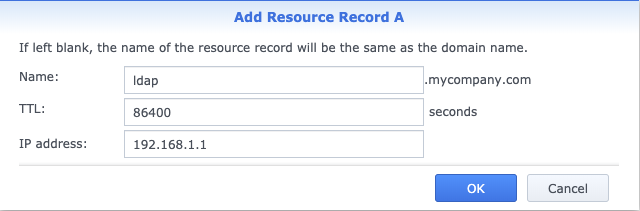 Add Resource Record A
If left blank, the name of the resource record will be the same as the domain name.
Name: ldap .mycompany.com
TTL: 86400 seconds
IP address: 192.168.1.1
OK Cancel